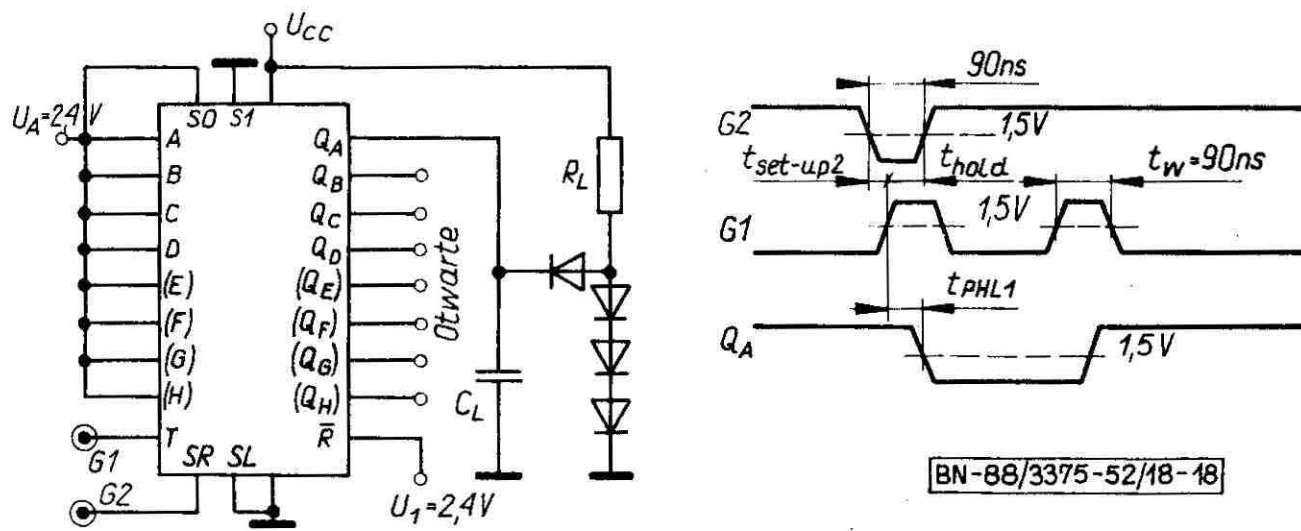 U_CC
S0 S1
U_A=2,4 V
A
B
C
D
(E)
(F)
(G)
(H)
T
SR SL
Q_A
Q_B
Q_C
Q_D
(Q_E)
(Q_F)
(Q_G)
(Q_H)
R̅
Otwarte
R_L
C_L
G1
G2
U_1=2,4V
90ns
G2
1,5V
t_set-up2
t_hold
t_W=90ns
G1
1,5V
t_PHL1
Q_A
1,5V
BN-88/3375-52/18-18